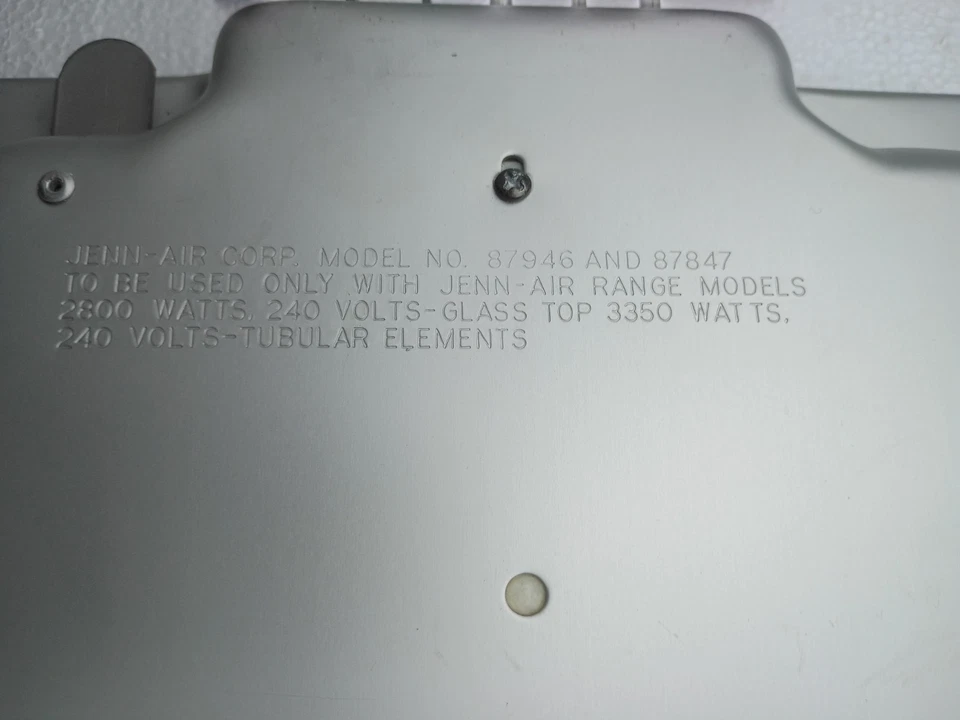 JENN-AIR CORP. MODEL NO. 87946 AND 87847
TO BE USED ONLY WITH JENN-AIR RANGE MODELS
2800 WATTS, 240 VOLTS-GLASS TOP 3350 WATTS,
240 VOLTS-TUBULAR ELEMENTS